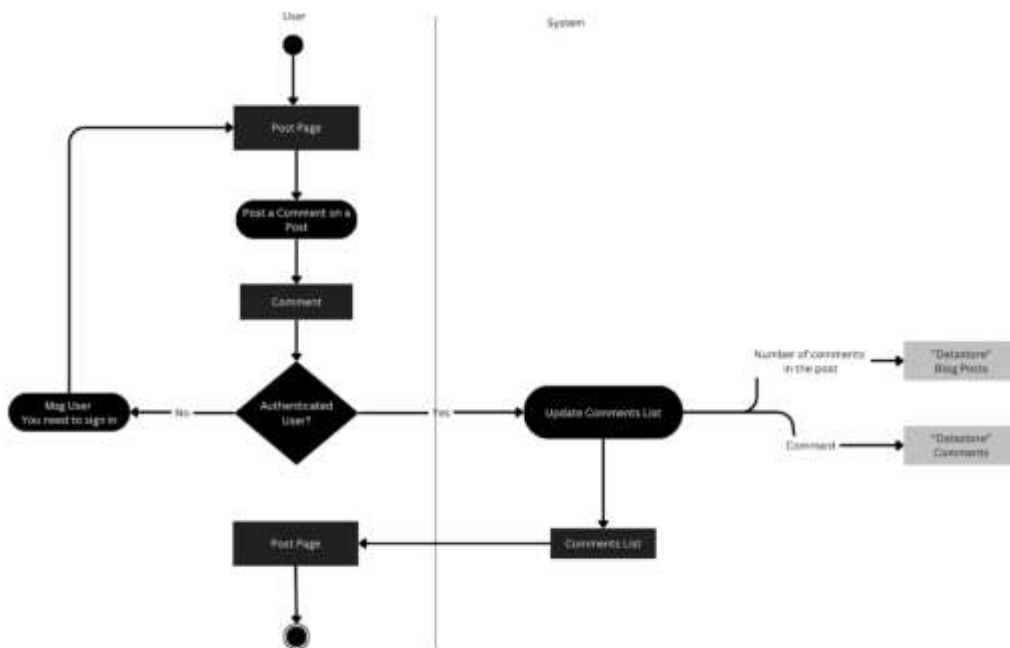 User
System
Post Page
Post a Comment on a
Post
Comment
Number of comments
in the post
"Datastore"
Blog Posts
Msg User
You need to sign in
No
Authenticated
User?
Yes
Update Comments List
Comment
"Datastore"
Comments
Post Page
Comments List